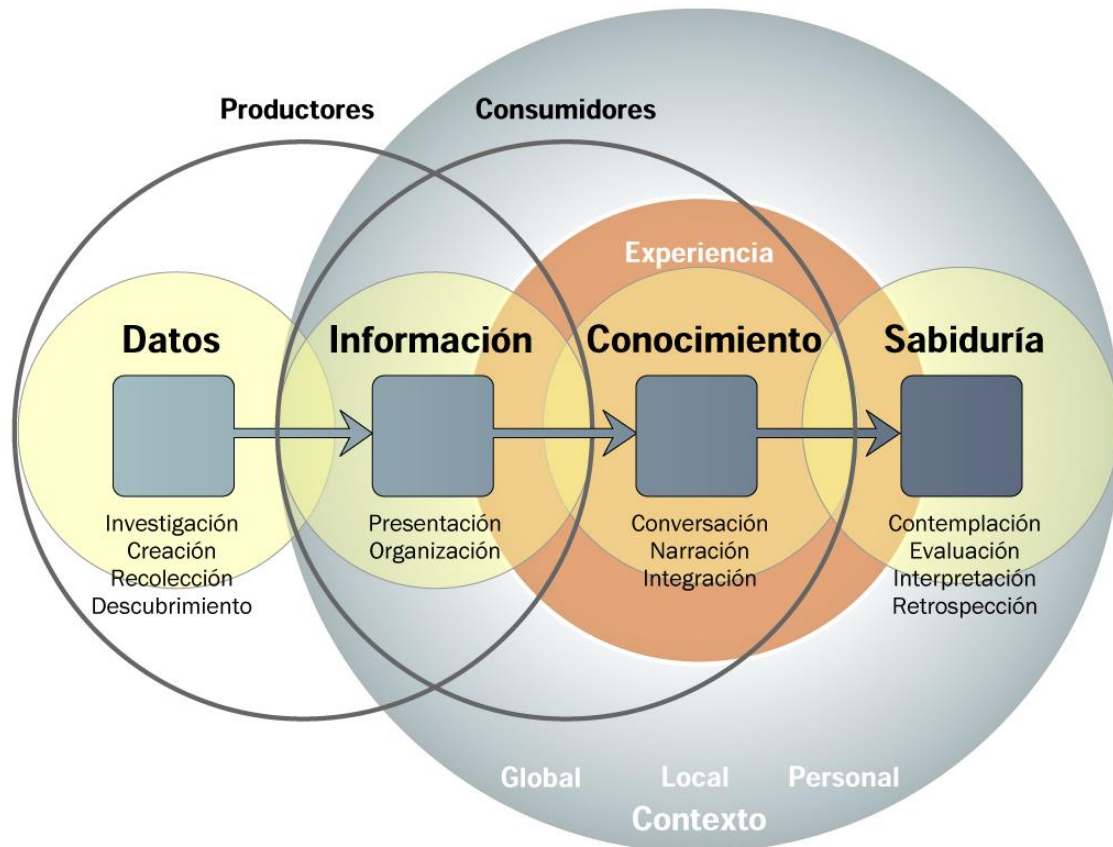 Productores
Consumidores
Experiencia
Datos
Información
Conocimiento
Sabiduría
Investigación
Creación
Recolección
Descubrimiento
Presentación
Organización
Conversación
Narración
Integración
Contemplación
Evaluación
Interpretación
Retrospección
Global
Local
Personal
Contexto